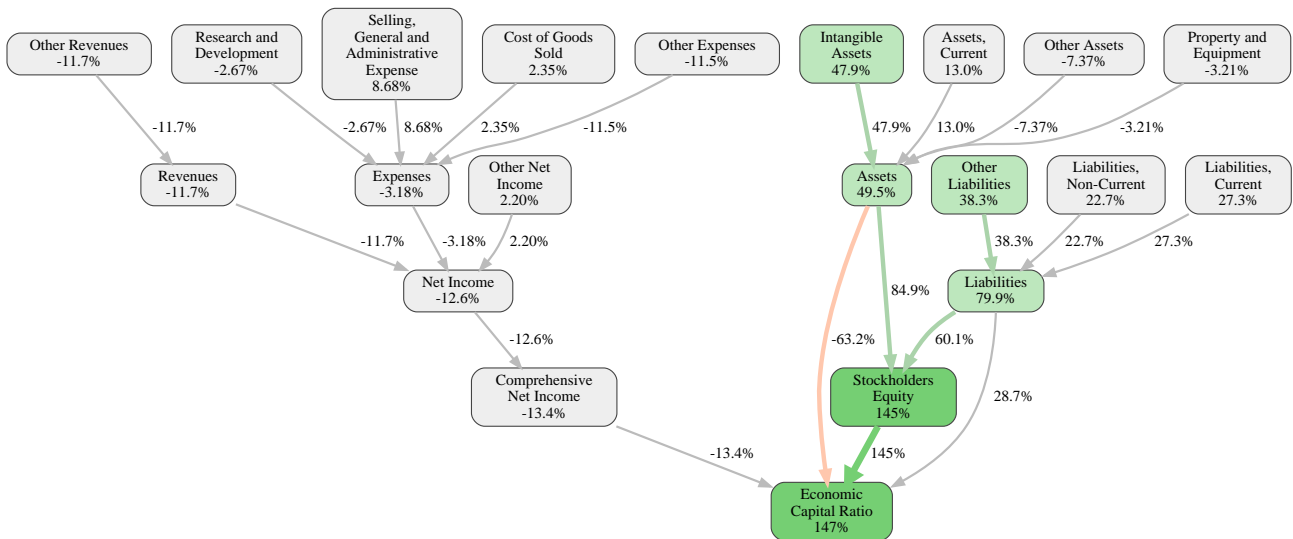 Other Revenues
-11.7%
Research and
Development
-2.67%
Selling,
General and
Administrative
Expense
8.68%
Cost of Goods
Sold
2.35%
Other Expenses
-11.5%
Intangible
Assets
47.9%
Assets,
Current
13.0%
Other Assets
-7.37%
Property and
Equipment
-3.21%
-11.7%
-2.67%
8.68%
2.35%
-11.5%
47.9%
13.0%
-7.37%
-3.21%
Revenues
-11.7%
Expenses
-3.18%
Other Net
Income
2.20%
Assets
49.5%
Other
Liabilities
38.3%
Liabilities,
Non-Current
22.7%
Liabilities,
Current
27.3%
-11.7%
-3.18%
2.20%
38.3%
22.7%
27.3%
Net Income
-12.6%
84.9%
Liabilities
79.9%
-12.6%
-63.2%
60.1%
Comprehensive
Net Income
-13.4%
Stockholders
Equity
145%
28.7%
-13.4%
145%
Economic
Capital Ratio
147%